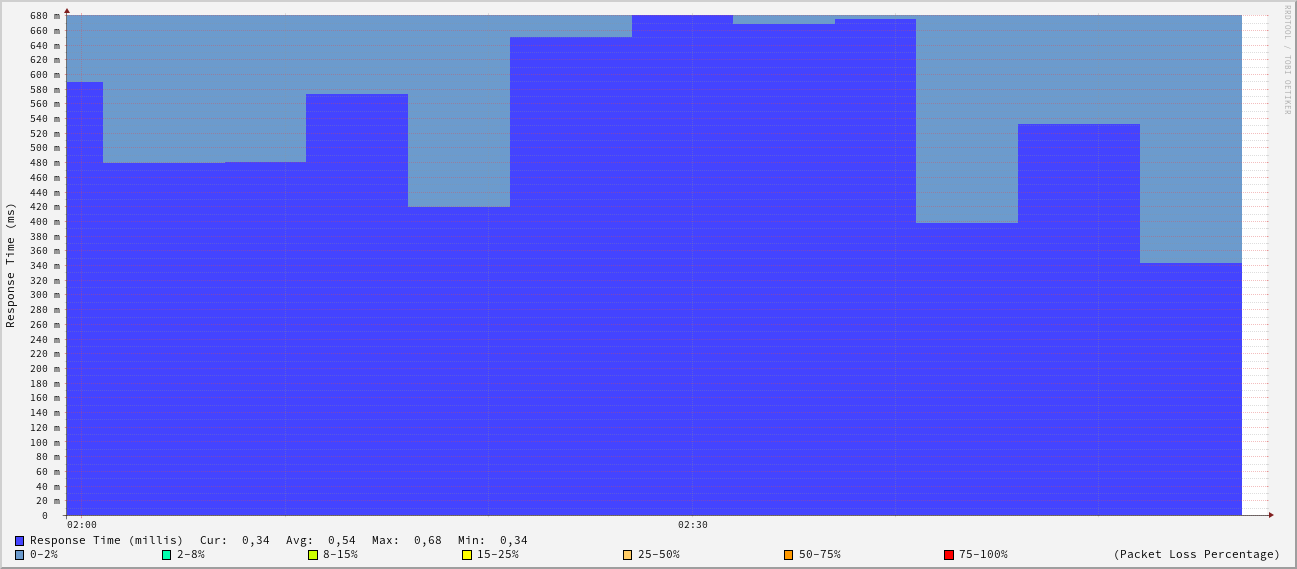 RRDTOOL / TOBI OETIKER
Response Time (ms)
680 m
660 m
640 m
620 m
600 m
580 m
560 m
540 m
520 m
500 m
480 m
460 m
440 m
420 m
400 m
380 m
360 m
340 m
320 m
300 m
280 m
260 m
240 m
220 m
200 m
180 m
160 m
140 m
120 m
100 m
80 m
60 m
40 m
20 m
0
02:00 02:30
Response Time (millis) Cur: 0,34 Avg: 0,54 Max: 0,68 Min: 0,34
0-2% 2-8% 8-15% 15-25% 25-50% 50-75% 75-100% (Packet Loss Percentage)